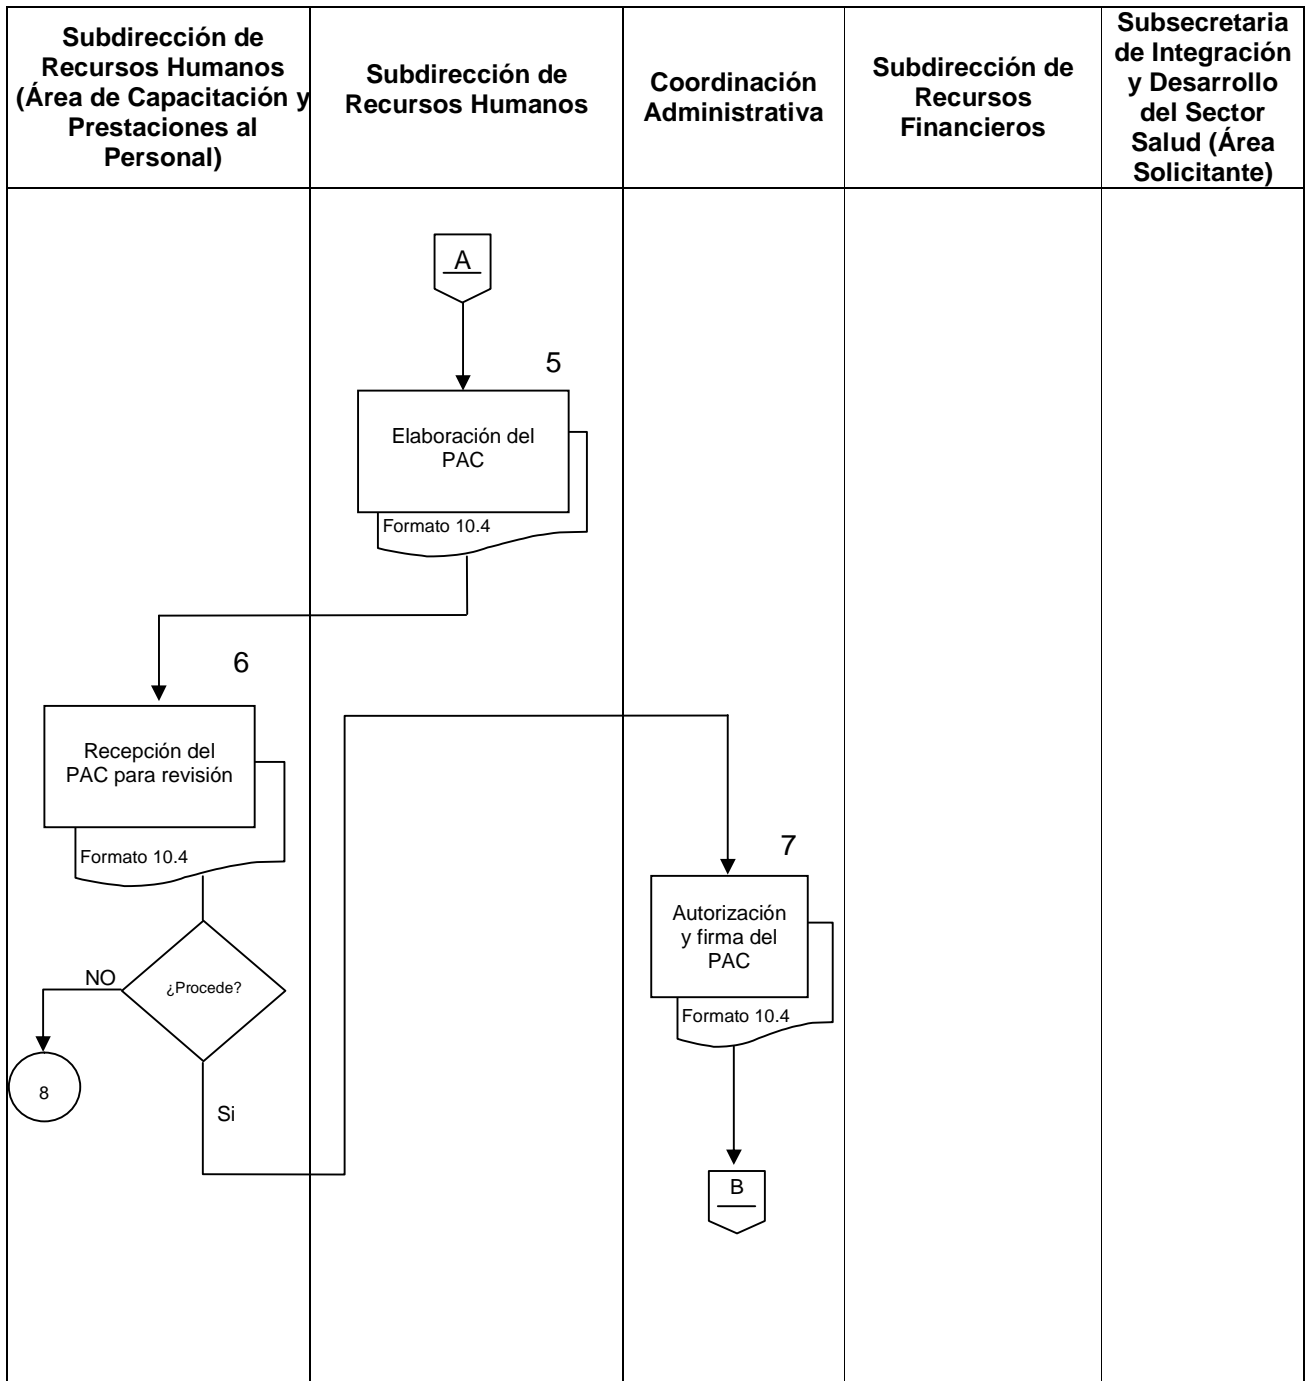 Subdirección de
Recursos Humanos
(Área de Capacitación y
Prestaciones al
Personal)
Subdirección de
Recursos Humanos
Coordinación
Administrativa
Subdirección de
Recursos
Financieros
Subsecretaria
de Integración
y Desarrollo
del Sector
Salud (Área
Solicitante)
A
5
Elaboración del
PAC
Formato 10.4
6
Recepción del
PAC para revisión
Formato 10.4
¿Procede?
NO
8
Si
7
Autorización
y firma del
PAC
Formato 10.4
B